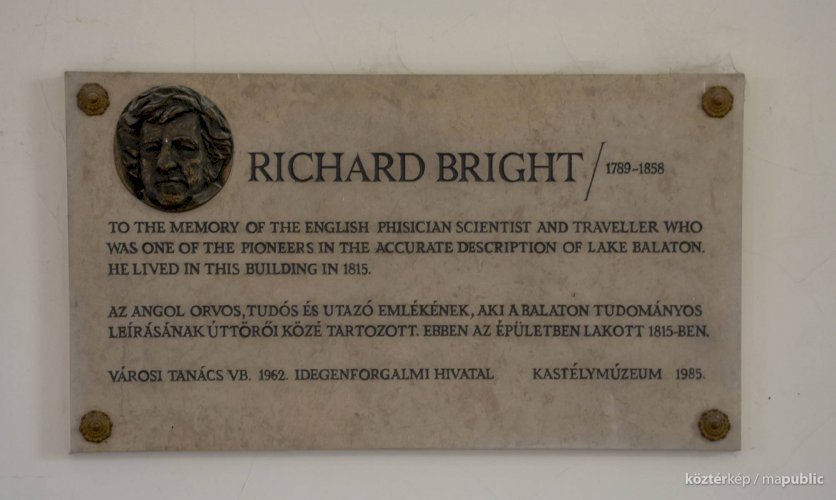 RICHARD BRIGHT / 1789-1858
TO THE MEMORY OF THE ENGLISH PHISICIAN SCIENTIST AND TRAVELLER WHO
WAS ONE OF THE PIONEERS IN THE ACCURATE DESCRIPTION OF LAKE BALATON.
HE LIVED IN THIS BUILDING IN 1815.
AZ ANGOL ORVOS, TUDÓS ÉS UTAZÓ EMLÉKÉNEK, AKI A BALATON TUDOMÁNYOS
LEÍRÁSÁNAK ÚTTÖRŐI KÖZÉ TARTOZOTT. EBBEN AZ ÉPÜLETBEN LAKOTT 1815-BEN.
VÁROSI TANÁCS VB. 1962. IDEGENFORGALMI HIVATAL KASTÉLYMÚZEUM 1985.
köztérkép / mapublic